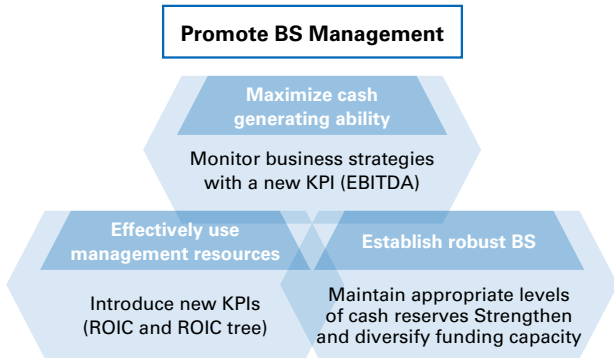 Promote BS Management
Maximize cash
generating ability
Monitor business strategies
with a new KPI (EBITDA)
Effectively use
management resources
Introduce new KPIs
(ROIC and ROIC tree)
Establish robust BS
Maintain appropriate levels
of cash reserves Strengthen
and diversify funding capacity